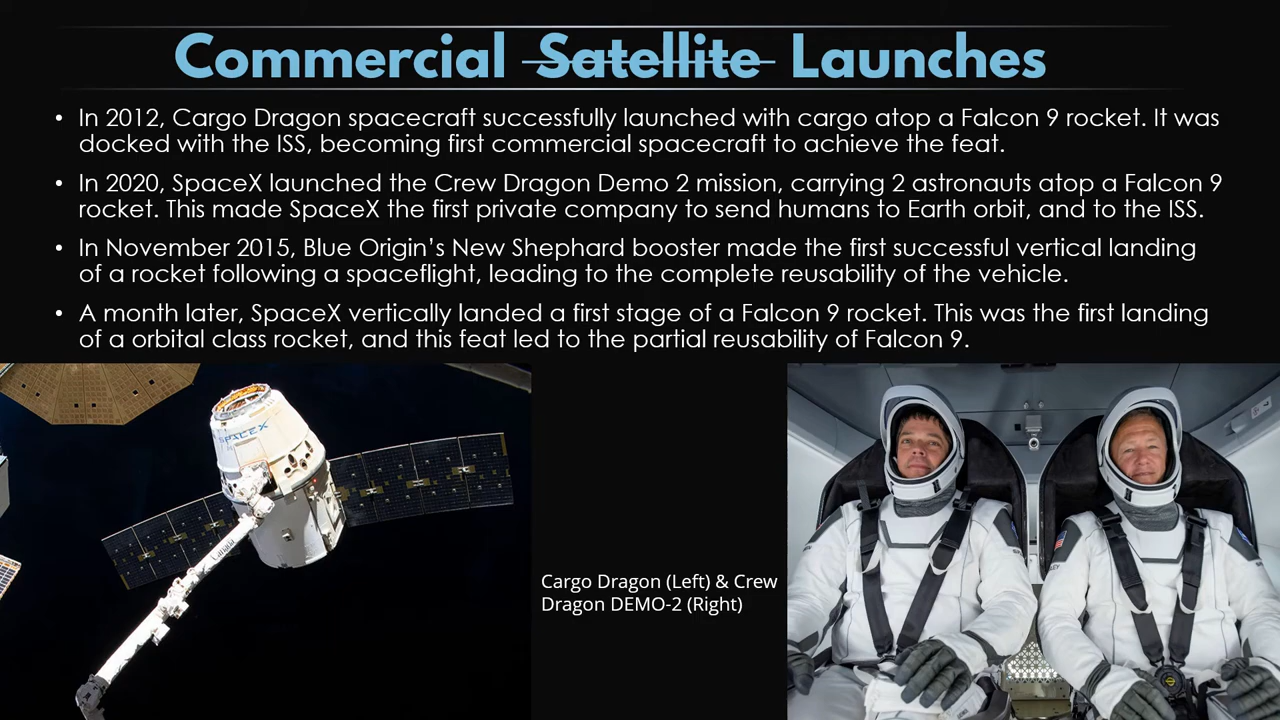 Commercial Satellite Launches
• In 2012, Cargo Dragon spacecraft successfully launched with cargo atop a Falcon 9 rocket. It was
docked with the ISS, becoming first commercial spacecraft to achieve the feat.
• In 2020, SpaceX launched the Crew Dragon Demo 2 mission, carrying 2 astronauts atop a Falcon 9
rocket. This made SpaceX the first private company to send humans to Earth orbit, and to the ISS.
• In November 2015, Blue Origin’s New Shephard booster made the first successful vertical landing
of a rocket following a spaceflight, leading to the complete reusability of the vehicle.
• A month later, SpaceX vertically landed a first stage of a Falcon 9 rocket. This was the first landing
of a orbital class rocket, and this feat led to the partial reusability of Falcon 9.
SPACEX
Cargo Dragon (Left) & Crew
Dragon DEMO-2 (Right)